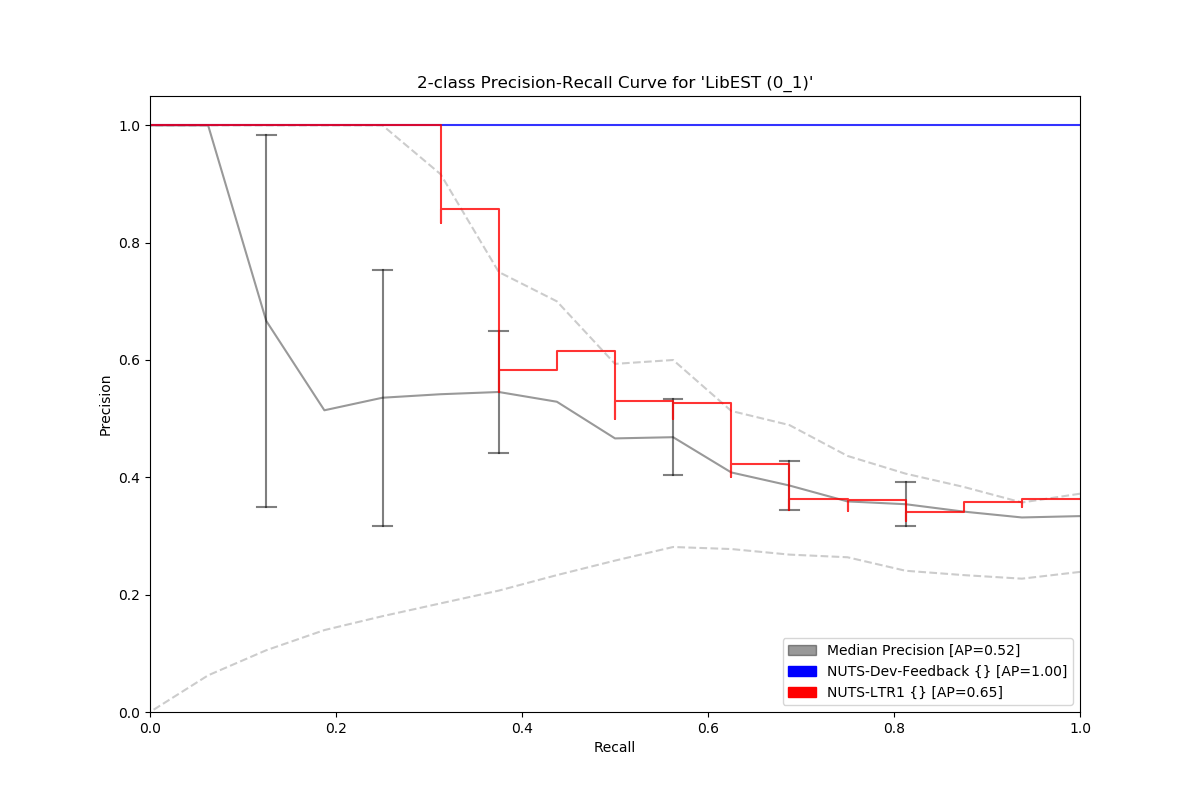 2-class Precision-Recall Curve for 'LibEST (0_1)'
1.0
0.8
0.6
0.4
0.2
0.0
Precision
0.0 0.2 0.4 0.6 0.8 1.0
Recall
Median Precision [AP=0.52]
NUTS-Dev-Feedback {} [AP=1.00]
NUTS-LTR1 {} [AP=0.65]